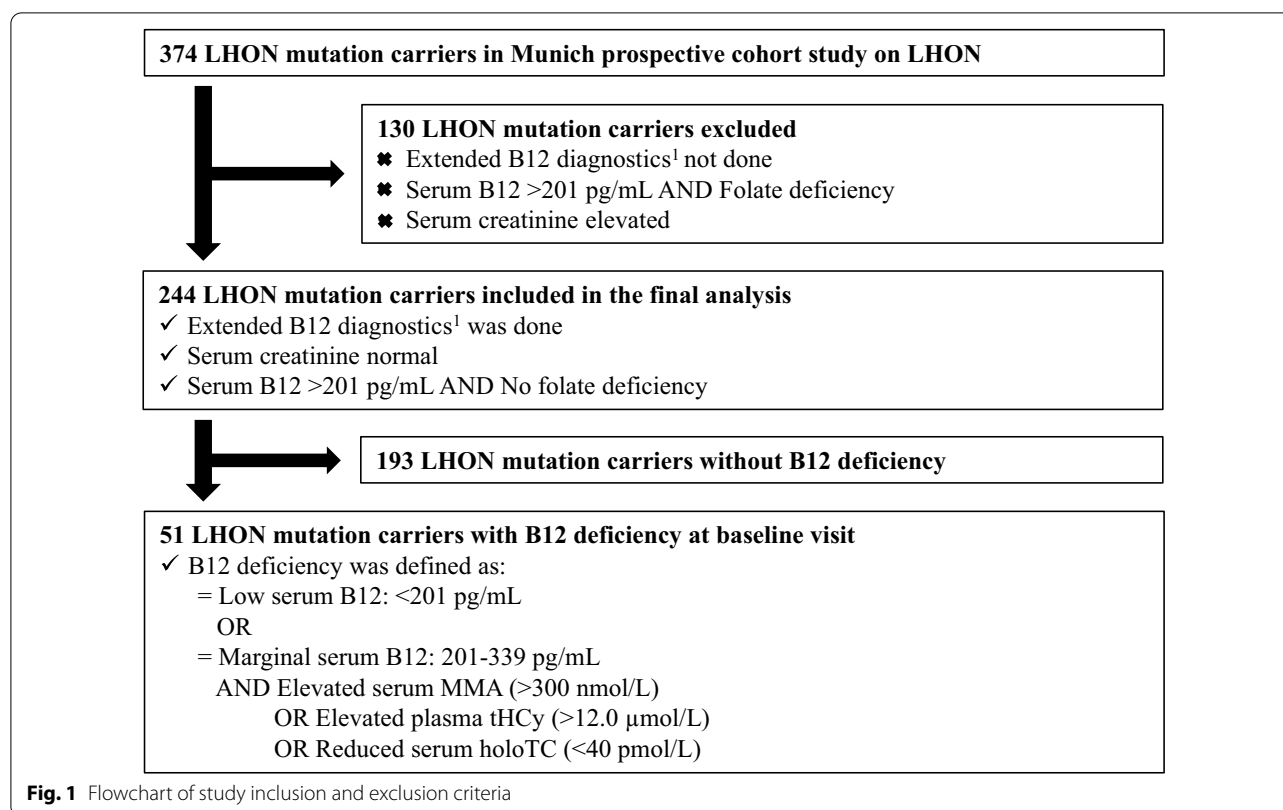 374 LHON mutation carriers in Munich prospective cohort study on LHON
130 LHON mutation carriers excluded
✖ Extended B12 diagnostics¹ not done
✖ Serum B12 >201 pg/mL AND Folate deficiency
✖ Serum creatinine elevated
244 LHON mutation carriers included in the final analysis
✓ Extended B12 diagnostics¹ was done
✓ Serum creatinine normal
✓ Serum B12 >201 pg/mL AND No folate deficiency
193 LHON mutation carriers without B12 deficiency
51 LHON mutation carriers with B12 deficiency at baseline visit
✓ B12 deficiency was defined as:
= Low serum B12: <201 pg/mL
OR
= Marginal serum B12: 201-339 pg/mL
AND Elevated serum MMA (>300 nmol/L)
OR Elevated plasma tHCy (>12.0 µmol/L)
OR Reduced serum holoTC (<40 pmol/L)
Fig. 1 Flowchart of study inclusion and exclusion criteria